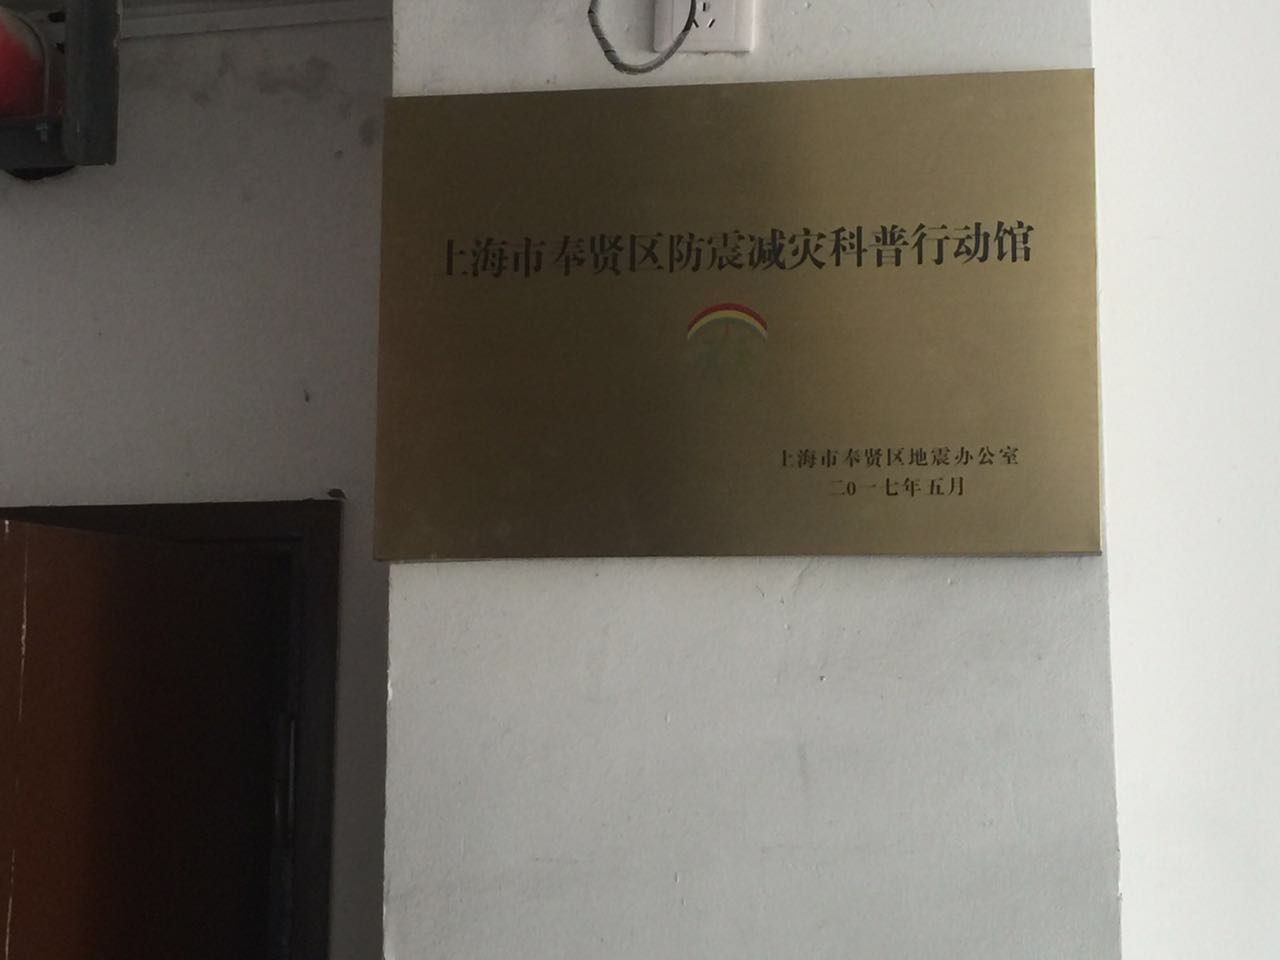 上海市奉贤区防震减灾科普行动馆
上海市奉贤区地震办公室
二0一七年五月